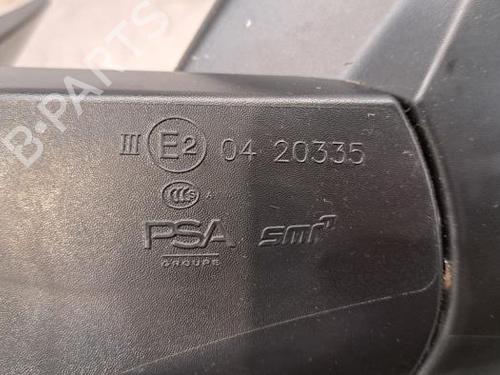 B-PARTS
III E2 04 20335
CCC S A
PSA smr
GROUPE